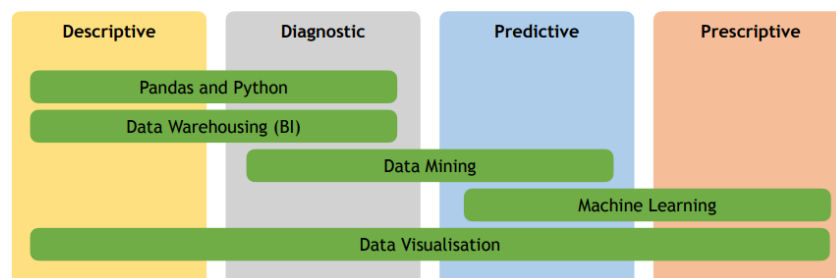 Descriptive Diagnostic Predictive Prescriptive
Pandas and Python
Data Warehousing (BI)
Data Mining
Machine Learning
Data Visualisation